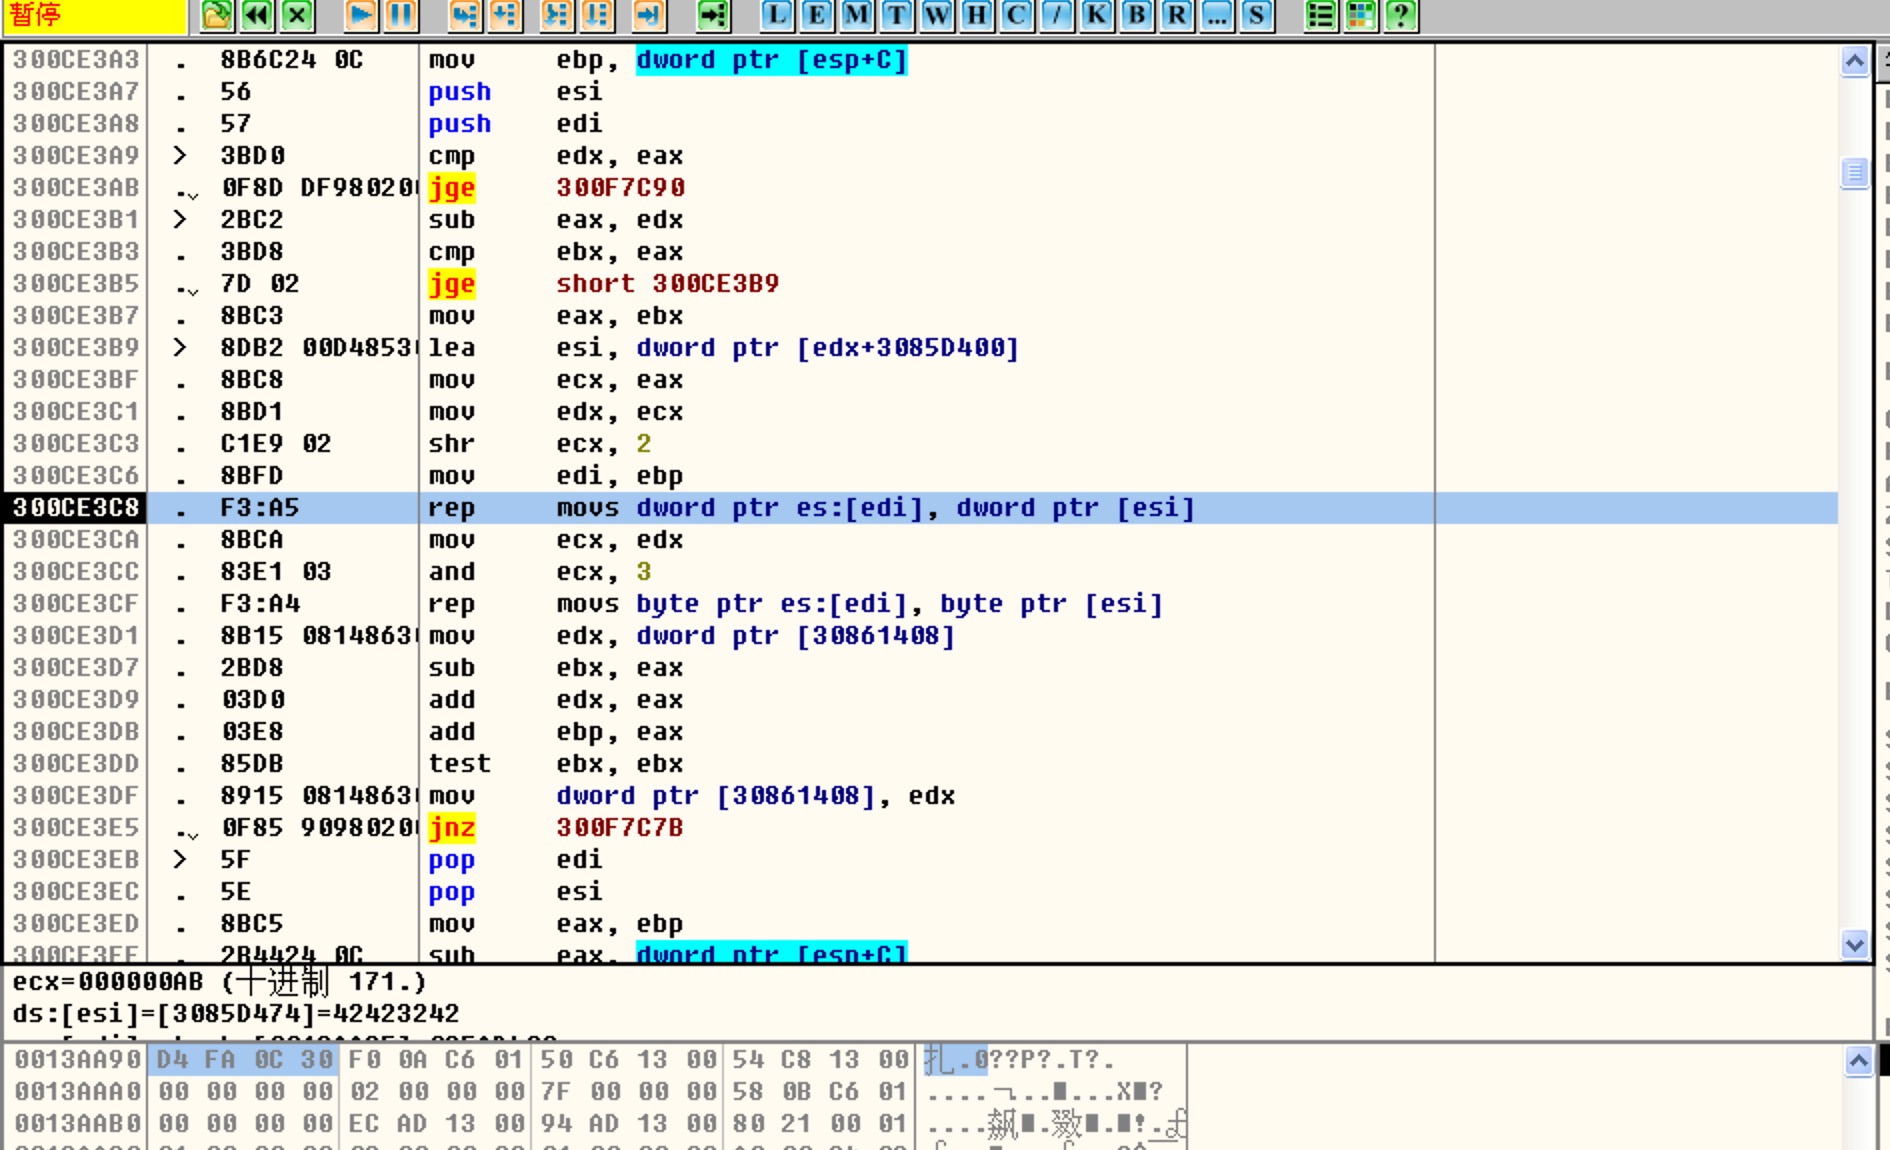 暂停
L E M T W H C / K B R ... S ?
300CE3A3 . 8B6C24 0C mov ebp, dword ptr [esp+C]
300CE3A7 . 56 push esi
300CE3A8 . 57 push edi
300CE3A9 > 3BD0 cmp edx, eax
300CE3AB . 0F8D DF98020 jge 300F7C90
300CE3B1 > 2BC2 sub eax, edx
300CE3B3 . 3BD8 cmp ebx, eax
300CE3B5 . 7D 02 jge short 300CE3B9
300CE3B7 . 8BC3 mov eax, ebx
300CE3B9 > 8DB2 00D4853 lea esi, dword ptr [edx+3085D400]
300CE3BF . 8BC8 mov ecx, eax
300CE3C1 . 8BD1 mov edx, ecx
300CE3C3 . C1E9 02 shr ecx, 2
300CE3C6 . 8BFD mov edi, ebp
300CE3C8 . F3:A5 rep movs dword ptr es:[edi], dword ptr [esi]
300CE3CA . 8BCA mov ecx, edx
300CE3CC . 83E1 03 and ecx, 3
300CE3CF . F3:A4 rep movs byte ptr es:[edi], byte ptr [esi]
300CE3D1 . 8B15 0814863 mov edx, dword ptr [30861408]
300CE3D7 . 2BD8 sub ebx, eax
300CE3D9 . 03D0 add edx, eax
300CE3DB . 03E8 add ebp, eax
300CE3DD . 85DB test ebx, ebx
300CE3DF . 8915 0814863 mov dword ptr [30861408], edx
300CE3E5 . 0F85 9098020 jnz 300F7C7B
300CE3EB > 5F pop edi
300CE3EC . 5E pop esi
300CE3ED . 8BC5 mov eax, ebp
300CE3EF . 2B4424 0C sub eax, dword ptr [esp+C]
ecx=000000AB (十进制 171.)
ds:[esi]=[3085D474]=42423242
0013AA90 D4 FA 0C 30 F0 0A C6 01 50 C6 13 00 54 C8 13 00 扎.0??P?.T?.
0013AAA0 00 00 00 00 02 00 00 00 7F 00 00 00 58 0B C6 01
0013AAB0 00 00 00 00 EC AD 13 00 94 AD 13 00 80 21 00 01